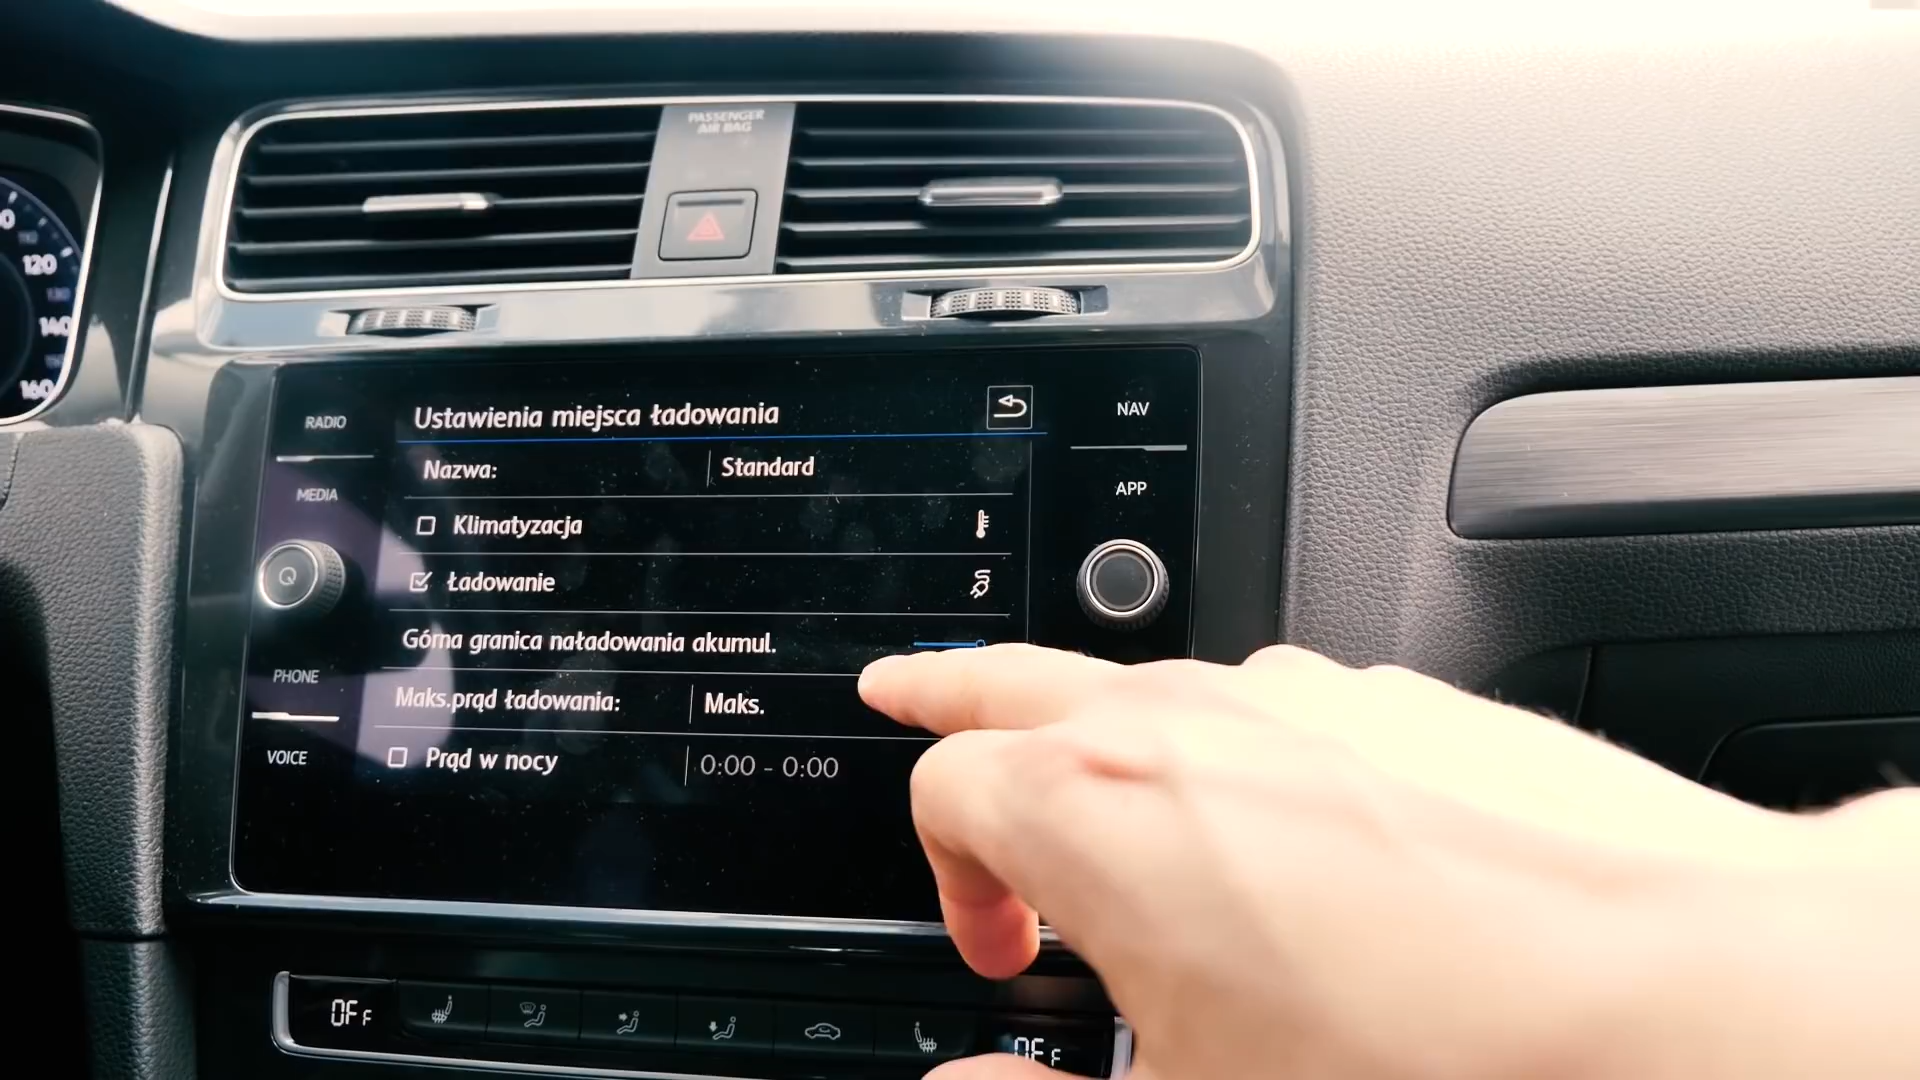 PASSENGER
AIR BAG
120
140
160
RADIO
MEDIA
PHONE
VOICE
Ustawienia miejsca ładowania
Nazwa: Standard
Klimatyzacja
Ładowanie
Górna granica naładowania akumul.
Maks.prąd ładowania: Maks.
Prąd w nocy 0:00 - 0:00
NAV
APP
OFF
OFF